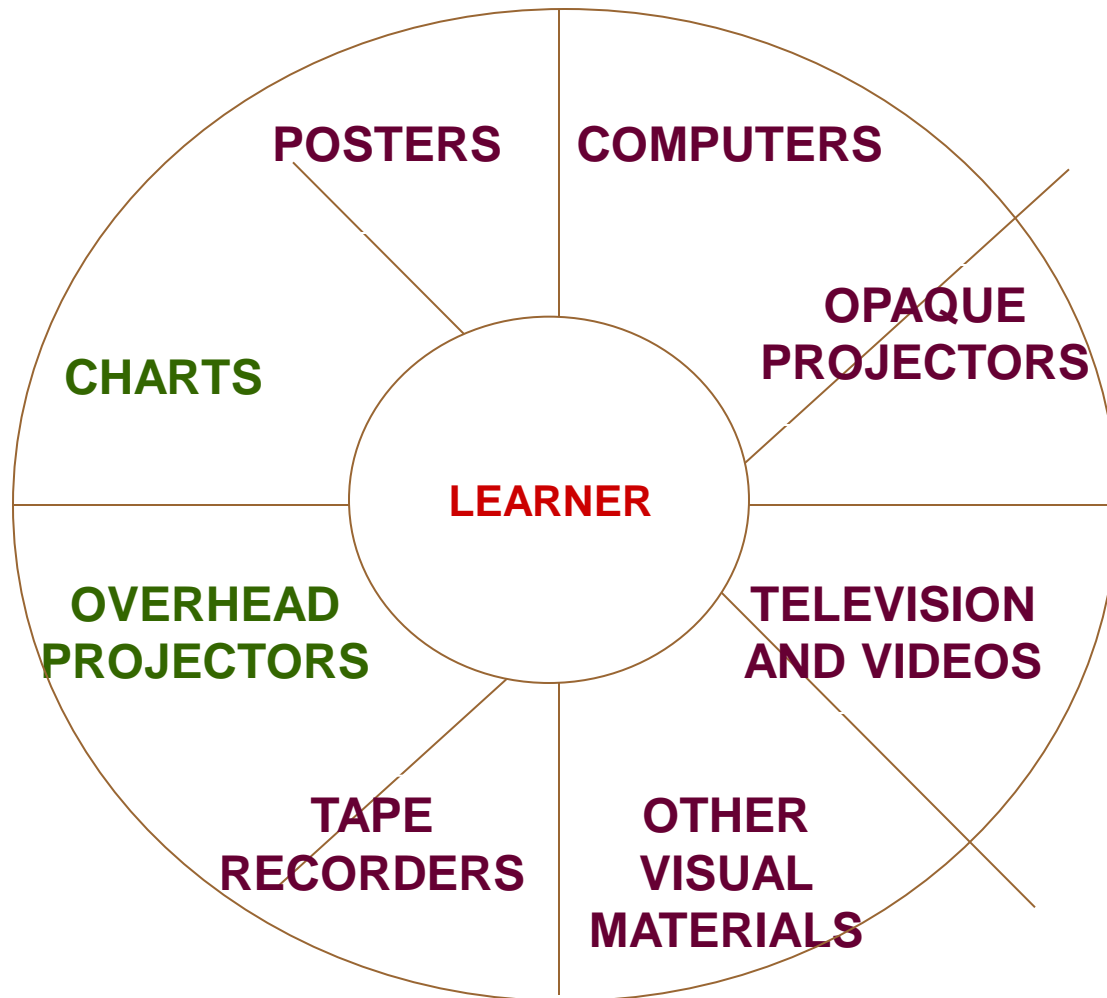 POSTERS
COMPUTERS
OPAQUE
PROJECTORS
CHARTS
LEARNER
OVERHEAD
PROJECTORS
TELEVISION
AND VIDEOS
TAPE
RECORDERS
OTHER
VISUAL
MATERIALS